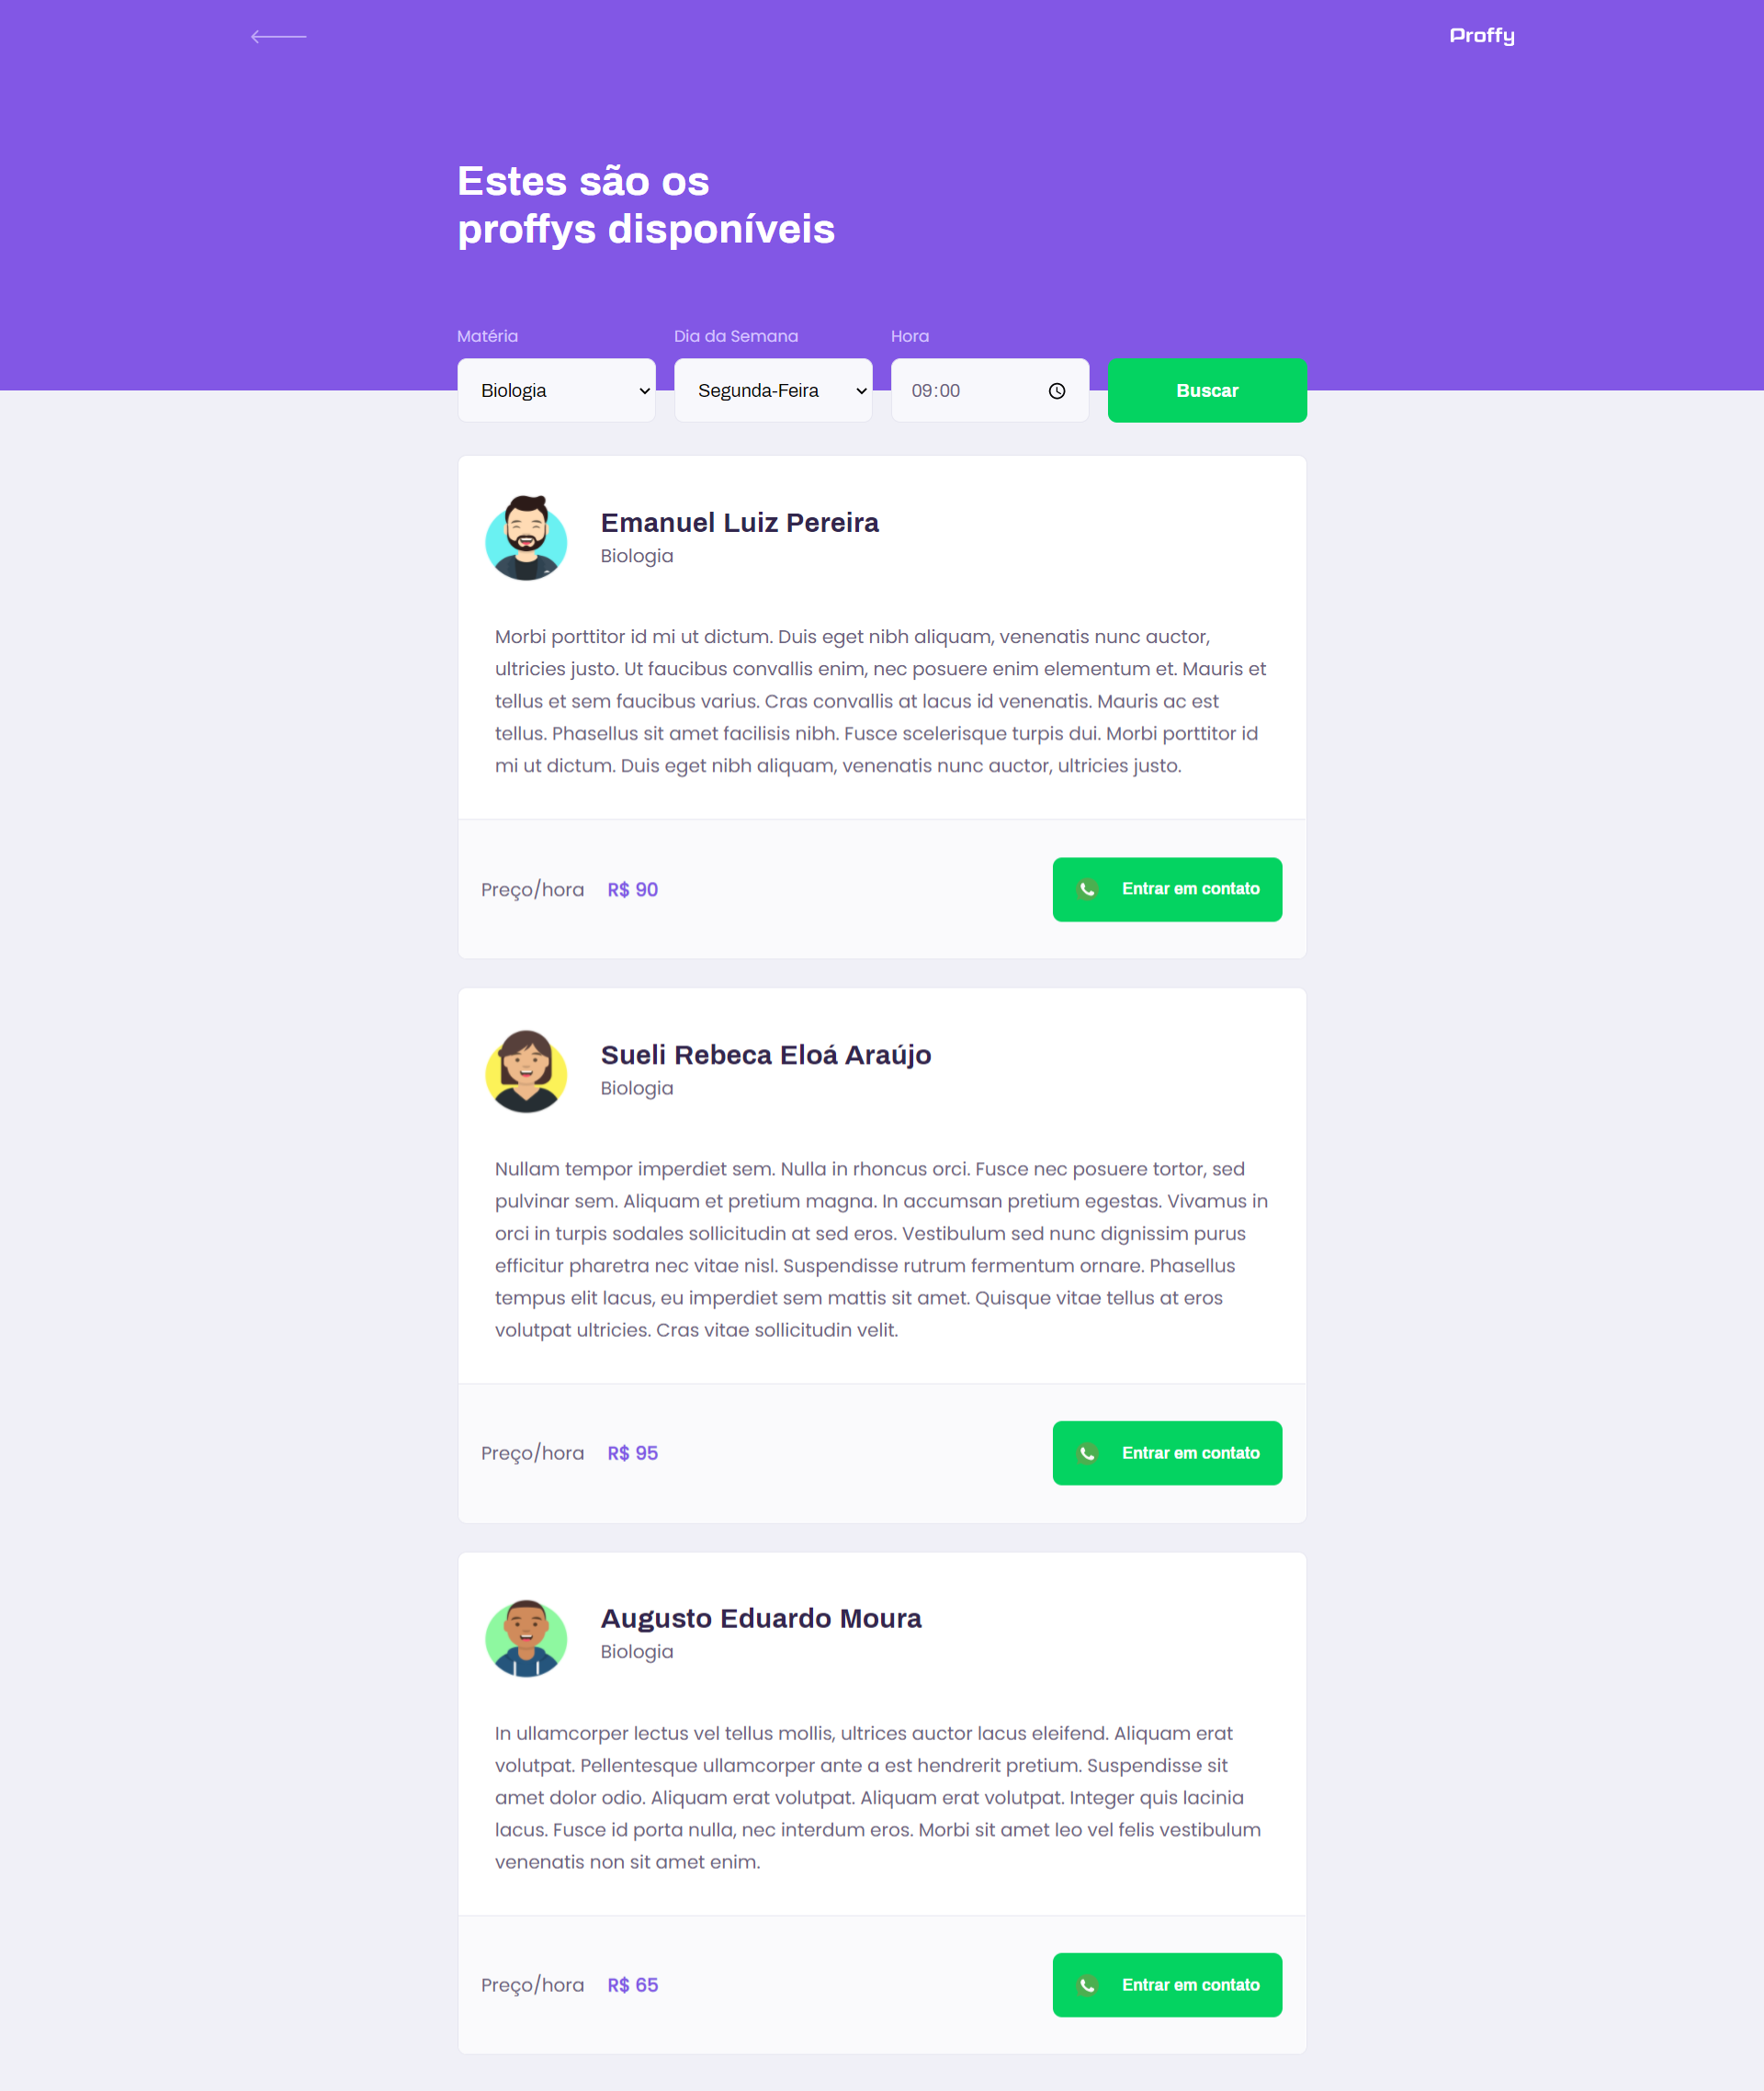 Proffy
Estes são os
proffys disponíveis
Matéria
Dia da Semana
Hora
Biologia
Segunda-Feira
09:00
Buscar
Emanuel Luiz Pereira
Biologia
Morbi porttitor id mi ut dictum. Duis eget nibh aliquam, venenatis nunc auctor,
ultricies justo. Ut faucibus convallis enim, nec posuere enim elementum et. Mauris et
tellus et sem faucibus varius. Cras convallis at lacus id venenatis. Mauris ac est
tellus. Phasellus sit amet facilisis nibh. Fusce scelerisque turpis dui. Morbi porttitor id
mi ut dictum. Duis eget nibh aliquam, venenatis nunc auctor, ultricies justo.
Preço/hora R$ 90
Entrar em contato
Sueli Rebeca Eloá Araújo
Biologia
Nullam tempor imperdiet sem. Nulla in rhoncus orci. Fusce nec posuere tortor, sed
pulvinar sem. Aliquam et pretium magna. In accumsan pretium egestas. Vivamus in
orci in turpis sodales sollicitudin at sed eros. Vestibulum sed nunc dignissim purus
efficitur pharetra nec vitae nisl. Suspendisse rutrum fermentum ornare. Phasellus
tempus elit lacus, eu imperdiet sem mattis sit amet. Quisque vitae tellus at eros
volutpat ultricies. Cras vitae sollicitudin velit.
Preço/hora R$ 95
Entrar em contato
Augusto Eduardo Moura
Biologia
In ullamcorper lectus vel tellus mollis, ultrices auctor lacus eleifend. Aliquam erat
volutpat. Pellentesque ullamcorper ante a est hendrerit pretium. Suspendisse sit
amet dolor odio. Aliquam erat volutpat. Aliquam erat volutpat. Integer quis lacinia
lacus. Fusce id porta nulla, nec interdum eros. Morbi sit amet leo vel felis vestibulum
venenatis non sit amet enim.
Preço/hora R$ 65
Entrar em contato